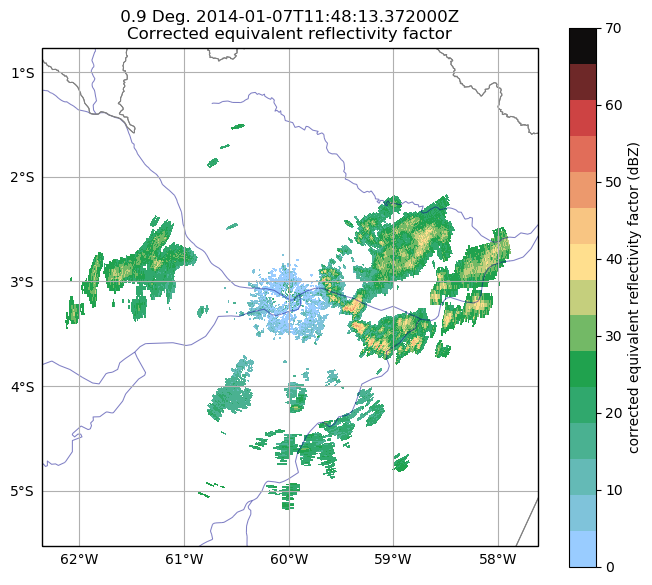 0.9 Deg. 2014-01-07T11:48:13.372000Z
Corrected equivalent reflectivity factor
1°S
2°S
3°S
4°S
5°S
62°W
61°W
60°W
59°W
58°W
70
60
50
40
30
20
10
0
corrected equivalent reflectivity factor (dBZ)